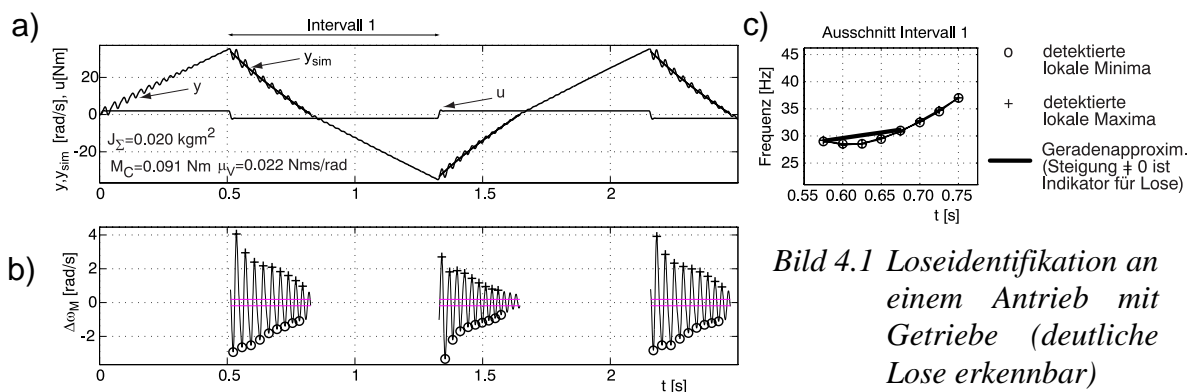 a)
Intervall 1
y,y_sim [rad/s], u[Nm]
20
0
-20
y
y_sim
u
J_Σ=0.020 kgm²
M_C=0.091 Nm μ_V=0.022 Nms/rad
0 0.5 1 1.5 2
b)
Δω_M [rad/s]
4
2
0
-2
0 0.5 1 1.5 2
t [s]
c)
Ausschnitt Intervall 1
Frequenz [Hz]
45
40
35
30
25
0.55 0.60 0.65 0.70 0.75
t [s]
o detektierte
lokale Minima
+ detektierte
lokale Maxima
Geradenapproxim.
(Steigung ‡ 0 ist
Indikator für Lose)
Bild 4.1 Loseidentifikation an
einem Antrieb mit
Getriebe (deutliche
Lose erkennbar)